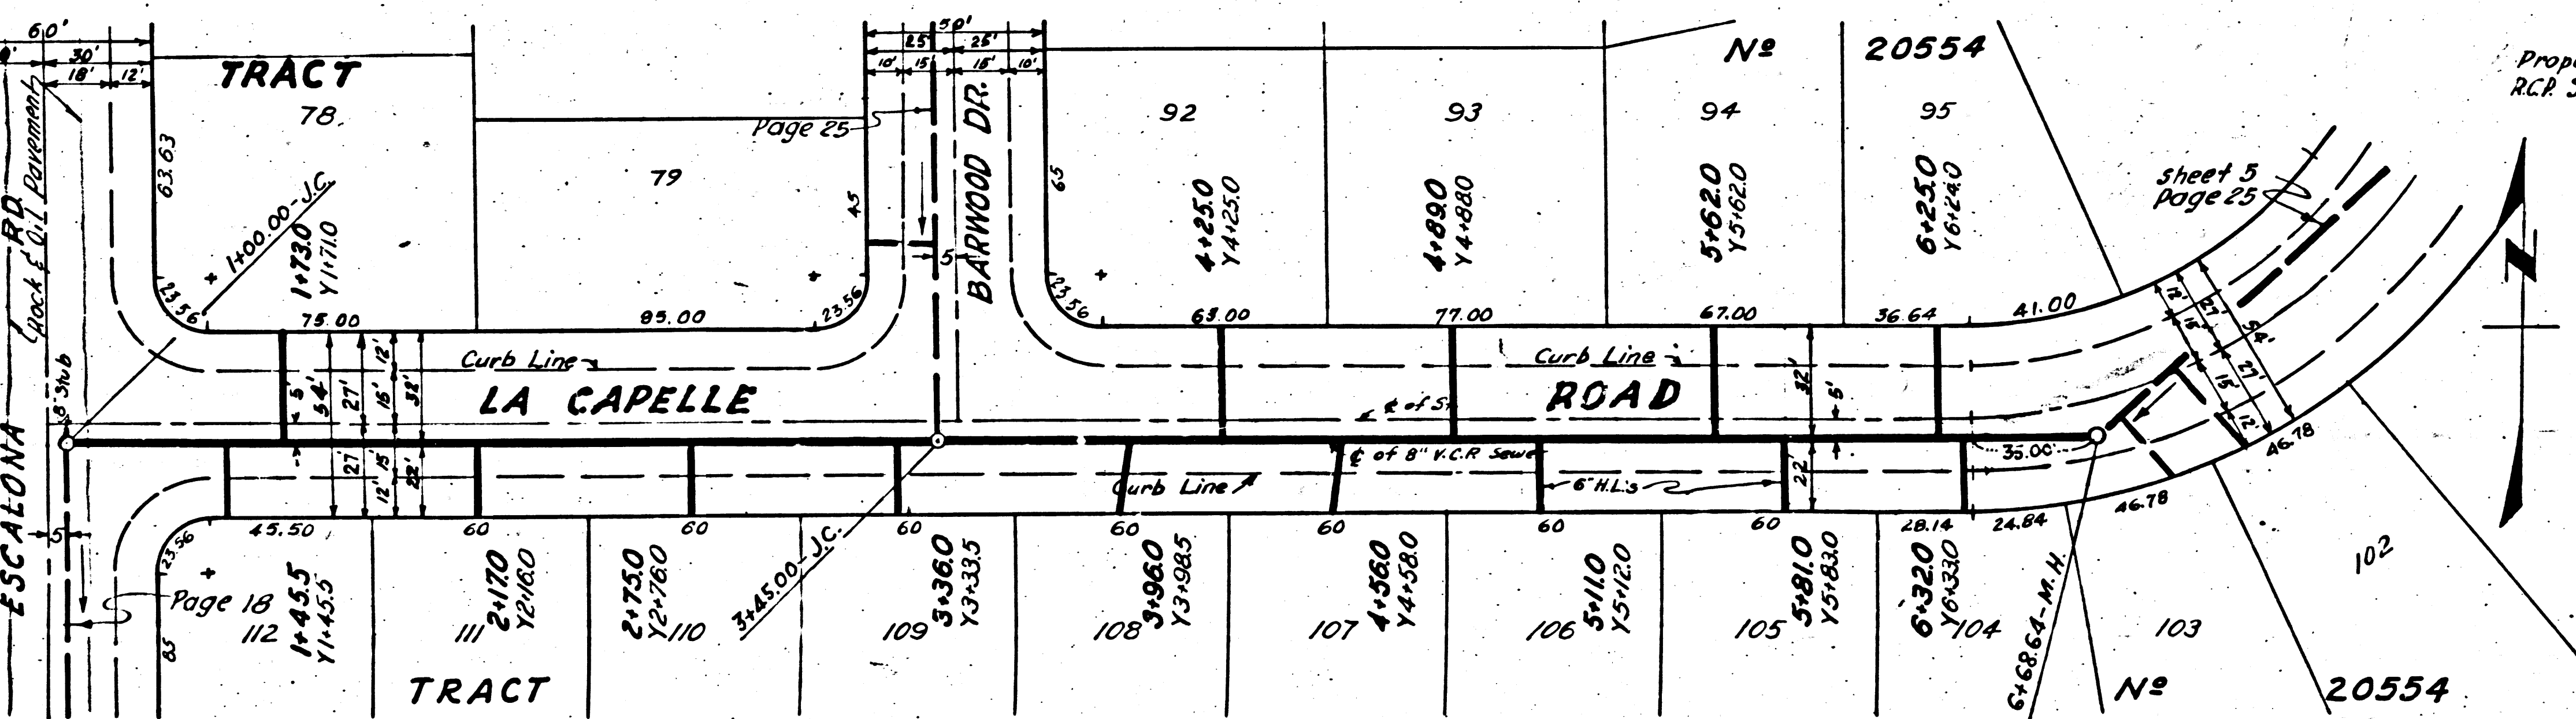 60'
30'
18' 12'
Rock & Oil Pavement
ESCALONA RD.
8" Stub
TRACT
78
63.63
1+00.00-J.C.
1+73.0
Y1+71.0
23.56
75.00
79
85.00
45
23.56
Page 25
50'
25' 25'
10' 15' 15' 10'
5'
BARWOOD DR.
65
23.56
92
4+25.0
Y4+25.0
63.00
93
4+89.0
Y4+88.0
77.00
Nº 20554
94
5+62.0
Y5+62.0
67.00
95
6+25.0
Y6+24.0
36.64
41.00
Sheet 5
Page 25
R.C.P.
N
Curb Line
Curb Line
5' 54' 27' 15' 12' 32'
LA CAPELLE ROAD
₵ of St.
32' 5'
12' 27' 54'
15'
15' 27'
12'
27' 12' 15' 22'
₵ of 8" V.C.P. Sewer
Curb Line
6" H.L.s
22'
35.00
46.78
46.78
5'
23.56
85
Page 18
45.50
60
60
60
60
60
60
60
28.14
24.84
112
1+45.5
Y1+45.5
111
2+17.0
Y2+16.0
2+75.0
Y2+76.0
110
3+45.00-J.C.
109
3+36.0
Y3+33.5
108
3+96.0
Y3+98.5
107
4+56.0
Y4+58.0
106
5+11.0
Y5+12.0
105
5+81.0
Y5+83.0
6+32.0
Y6+33.0
104
6+68.64-M.H.
103
102
TRACT
Nº 20554